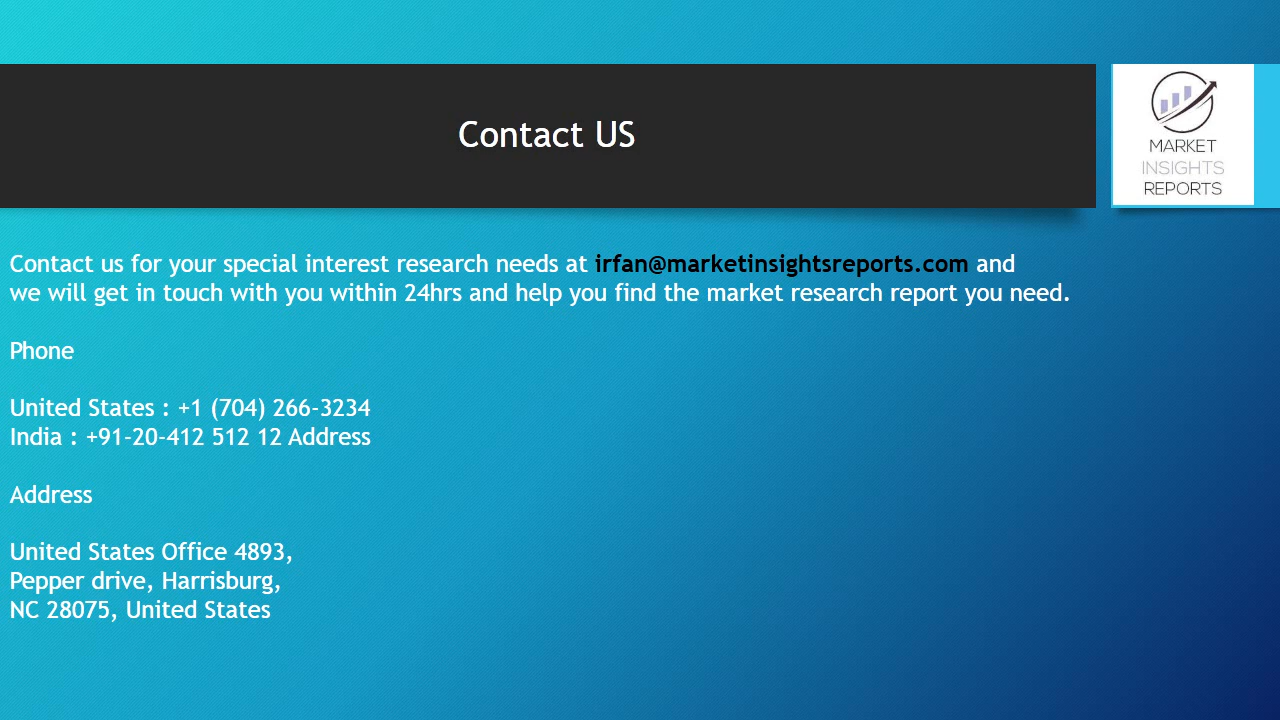 Contact US
MARKET
INSIGHTS
REPORTS
Contact us for your special interest research needs at irfan@marketinsightsreports.com and
we will get in touch with you within 24hrs and help you find the market research report you need.
Phone
United States : +1 (704) 266-3234
India : +91-20-412 512 12 Address
Address
United States Office 4893,
Pepper drive, Harrisburg,
NC 28075, United States